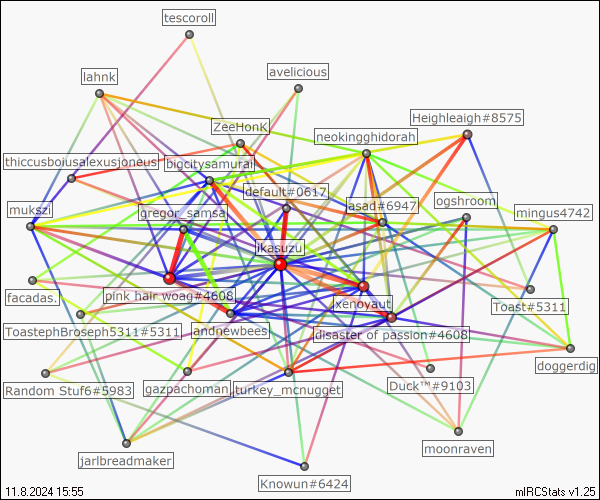 tescoroll
lahnk
avelicious
Heighleaigh#8575
ZeeHonK
neokingghidorah
thiccusboiusalexusjoneus
bigcitysamurai
default#0617
ogshroom
mukszi
gregor_samsa
asad#6947
mingus4742
jkasuzu
facadas.
pink hair woag#4608
xenoyaut
Toast#5311
ToastephBroseph5311#5311
andnewbees
disaster of passion#4608
doggerdig
Random Stuf6#5983
gazpachoman
turkey_mcnugget
Duck™#9103
moonraven
jarlbreadmaker
Knowun#6424
11.8.2024 15:55
mIRCStats v1.25